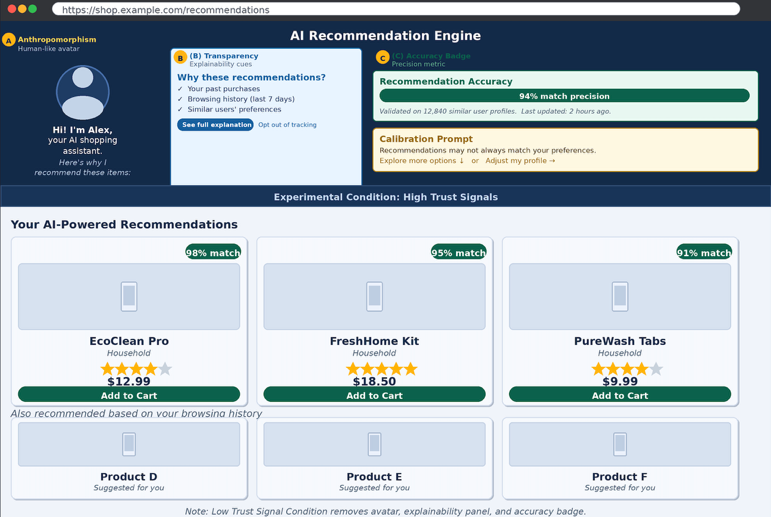 https://shop.example.com/recommendations
AI Recommendation Engine
A
Anthropomorphism
Human-like avatar
Hi! I'm Alex,
your AI shopping
assistant.
Here's why I
recommend these items:
B
(B) Transparency
Explainability cues
Why these recommendations?
✓ Your past purchases
✓ Browsing history (last 7 days)
✓ Similar users' preferences
See full explanation
Opt out of tracking
C
(C) Accuracy Badge
Precision metric
Recommendation Accuracy
94% match precision
Validated on 12,840 similar user profiles. Last updated: 2 hours ago.
Calibration Prompt
Recommendations may not always match your preferences.
Explore more options ↓ or Adjust my profile →
Experimental Condition: High Trust Signals
Your AI-Powered Recommendations
98% match
EcoClean Pro
Household
$12.99
Add to Cart
95% match
FreshHome Kit
Household
$18.50
Add to Cart
91% match
PureWash Tabs
Household
$9.99
Add to Cart
Also recommended based on your browsing history
Product D
Suggested for you
Product E
Suggested for you
Product F
Suggested for you
Note: Low Trust Signal Condition removes avatar, explainability panel, and accuracy badge.